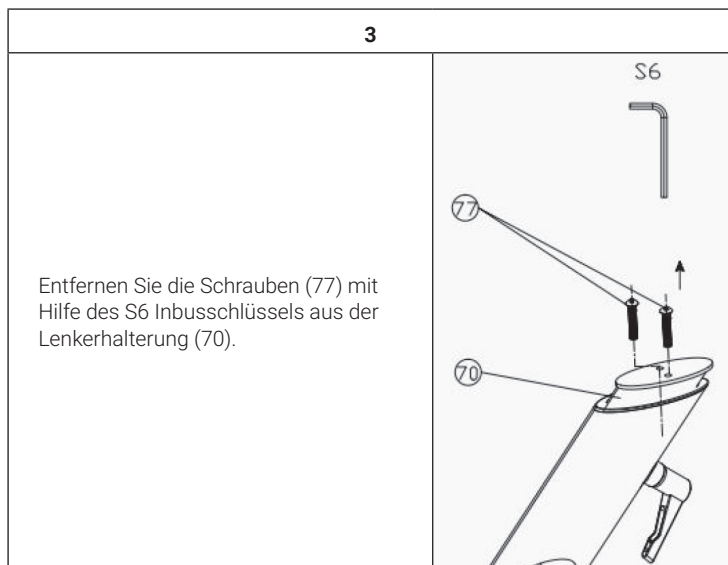 3
S6
77
Entfernen Sie die Schrauben (77) mit
Hilfe des S6 Inbusschlüssels aus der
Lenkerhalterung (70).
70